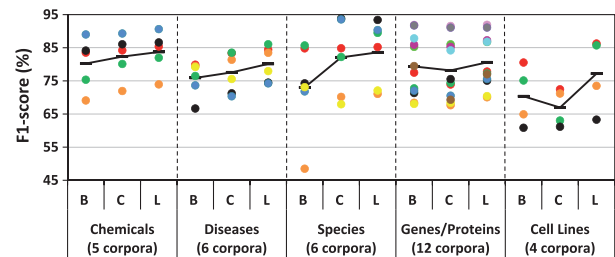 95
85
75
65
55
45
F1-score (%)
B C L B C L B C L B C L B C L
Chemicals Diseases Species Genes/Proteins Cell Lines
(5 corpora) (6 corpora) (6 corpora) (12 corpora) (4 corpora)